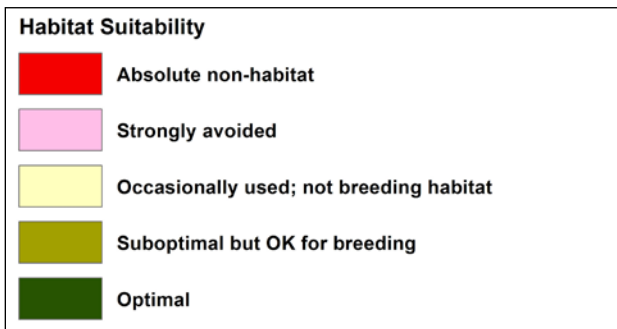 Habitat Suitability
Absolute non-habitat
Strongly avoided
Occasionally used; not breeding habitat
Suboptimal but OK for breeding
Optimal